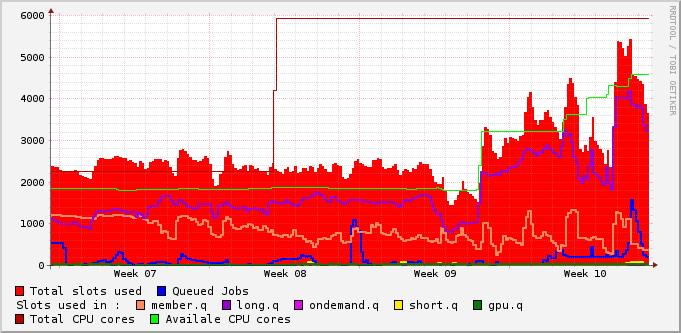 RRDTOOL / TOBI OETIKER
6000
5000
4000
3000
2000
1000
0
Week 07 Week 08 Week 09 Week 10
Total slots used Queued Jobs
Slots used in : member.q long.q ondemand.q short.q gpu.q
Total CPU cores Availale CPU cores